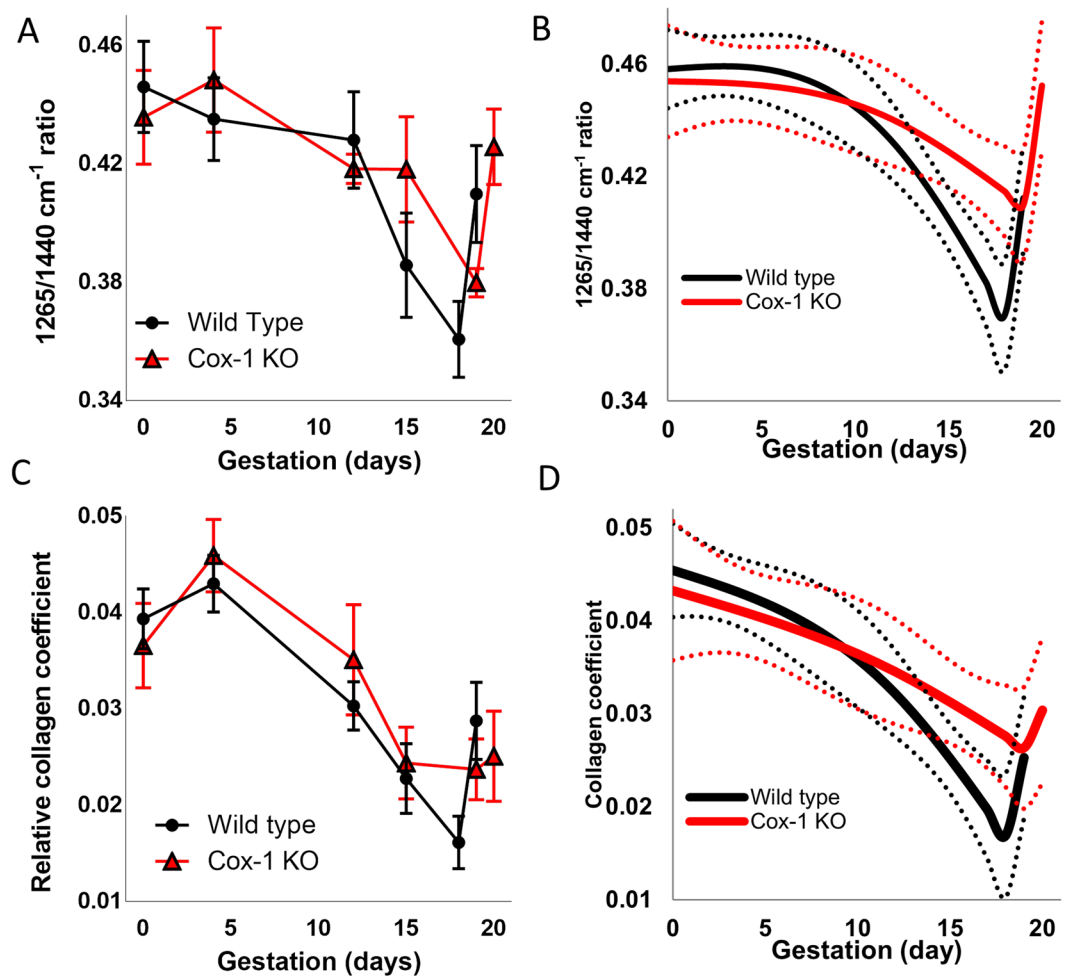 A
1265/1440 cm⁻¹ ratio
0.46
0.42
0.38
0.34
Wild Type
Cox-1 KO
0 5 10 15 20
Gestation (days)
B
1265/1440 cm⁻¹ ratio
0.46
0.42
0.38
0.34
Wild type
Cox-1 KO
0 5 10 15 20
Gestation (days)
C
Relative collagen coefficient
0.05
0.04
0.03
0.02
0.01
Wild type
Cox-1 KO
0 5 10 15 20
Gestation (days)
D
Collagen coefficient
0.05
0.04
0.03
0.02
0.01
Wild type
Cox-1 KO
0 5 10 15 20
Gestation (day)